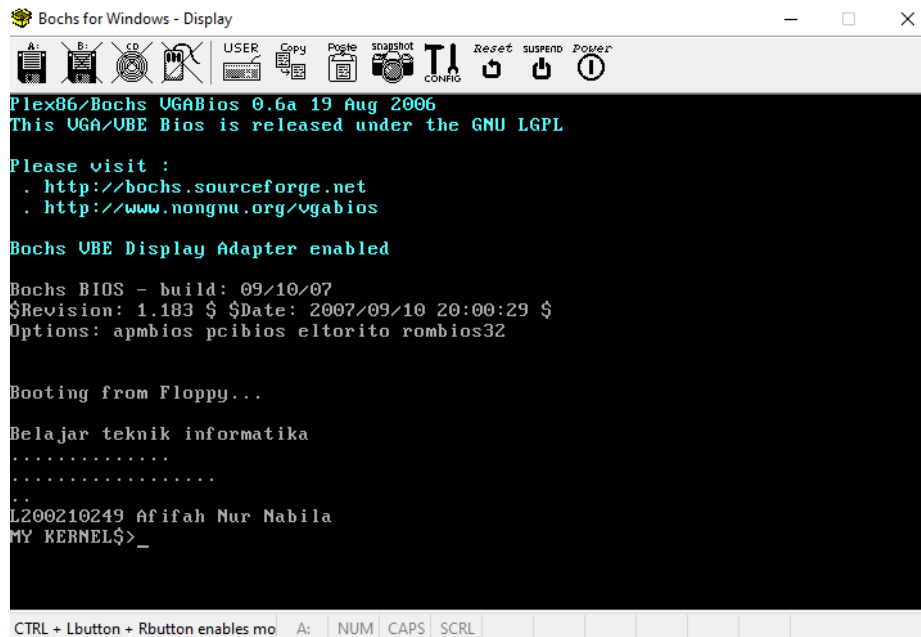 Bochs for Windows - Display
A: B: CD USER Copy Paste snapshot CONFIG Reset SUSPEND Power
Plex86/Bochs VGABios 0.6a 19 Aug 2006
This VGA/VBE Bios is released under the GNU LGPL
Please visit :
. http://bochs.sourceforge.net
. http://www.nongnu.org/vgabios
Bochs VBE Display Adapter enabled
Bochs BIOS - build: 09/10/07
$Revision: 1.183 $ $Date: 2007/09/10 20:00:29 $
Options: apmbios pcibios eltorito rombios32
Booting from Floppy...
Belajar teknik informatika
..............
..................
..
L200210249 Afifah Nur Nabila
MY KERNEL$>_
CTRL + Lbutton + Rbutton enables mo A: NUM CAPS SCRL